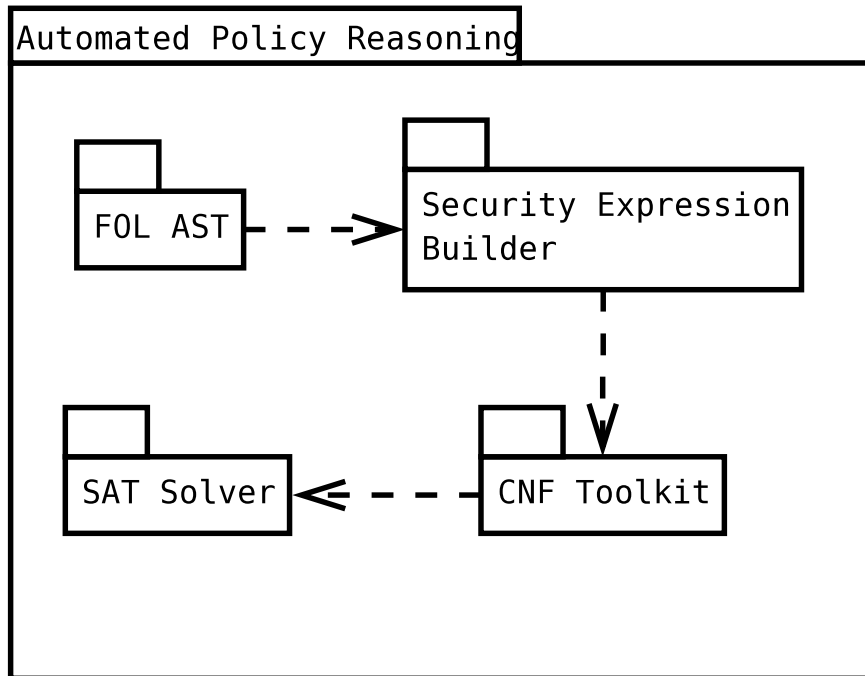 Automated Policy Reasoning
FOL AST
Security Expression
Builder
SAT Solver
CNF Toolkit